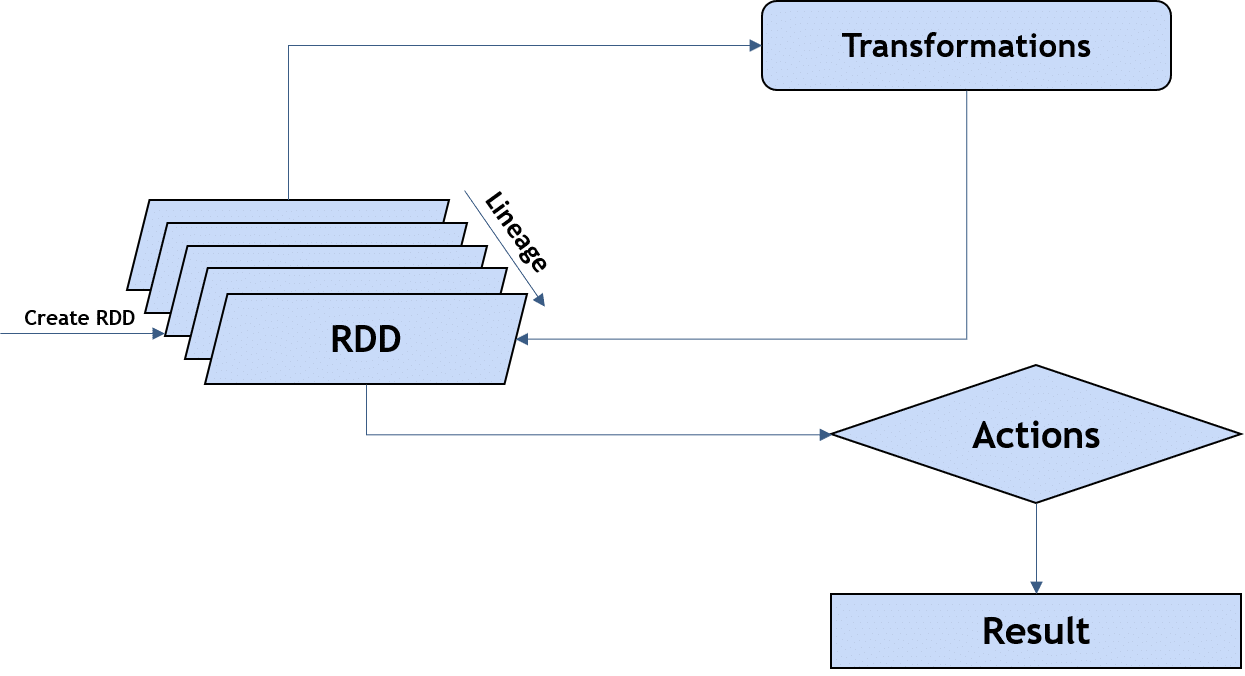 Transformations
Lineage
Create RDD
RDD
Actions
Result